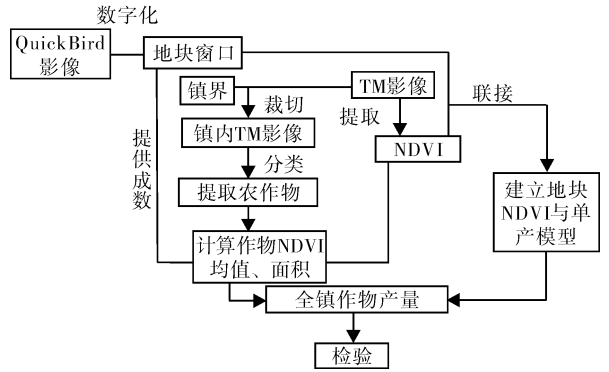 数字化
QuickBird
影像
地块窗口
镇界
TM影像
裁切
提取
联接
镇内TM影像
NDVI
提供成数
分类
提取农作物
建立地块
NDVI与单
产模型
计算作物NDVI
均值、面积
全镇作物产量
检验